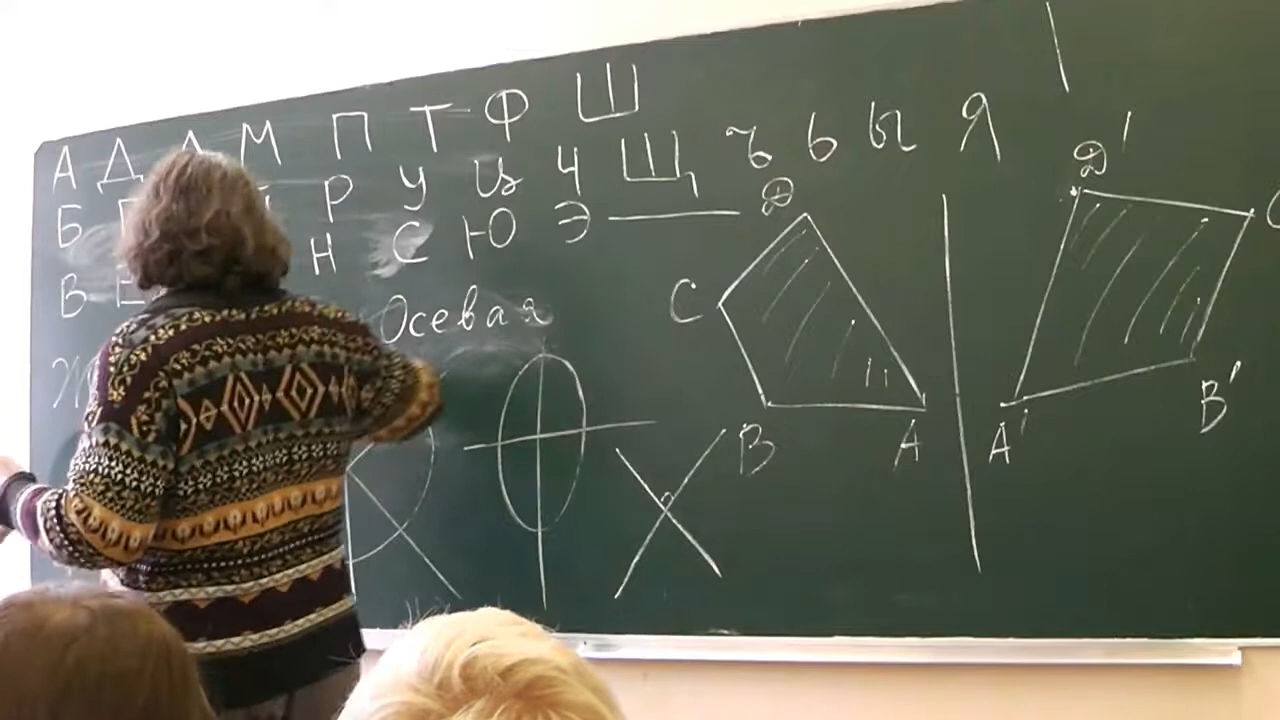 А Д Л М П Т Ф Ш
Б Р У Ц Ч Щ Ъ Ь Ы Я
В Е Н С Ю Э
Ж
Осевая
Д
С
В
А
Д'
С
А'
В'